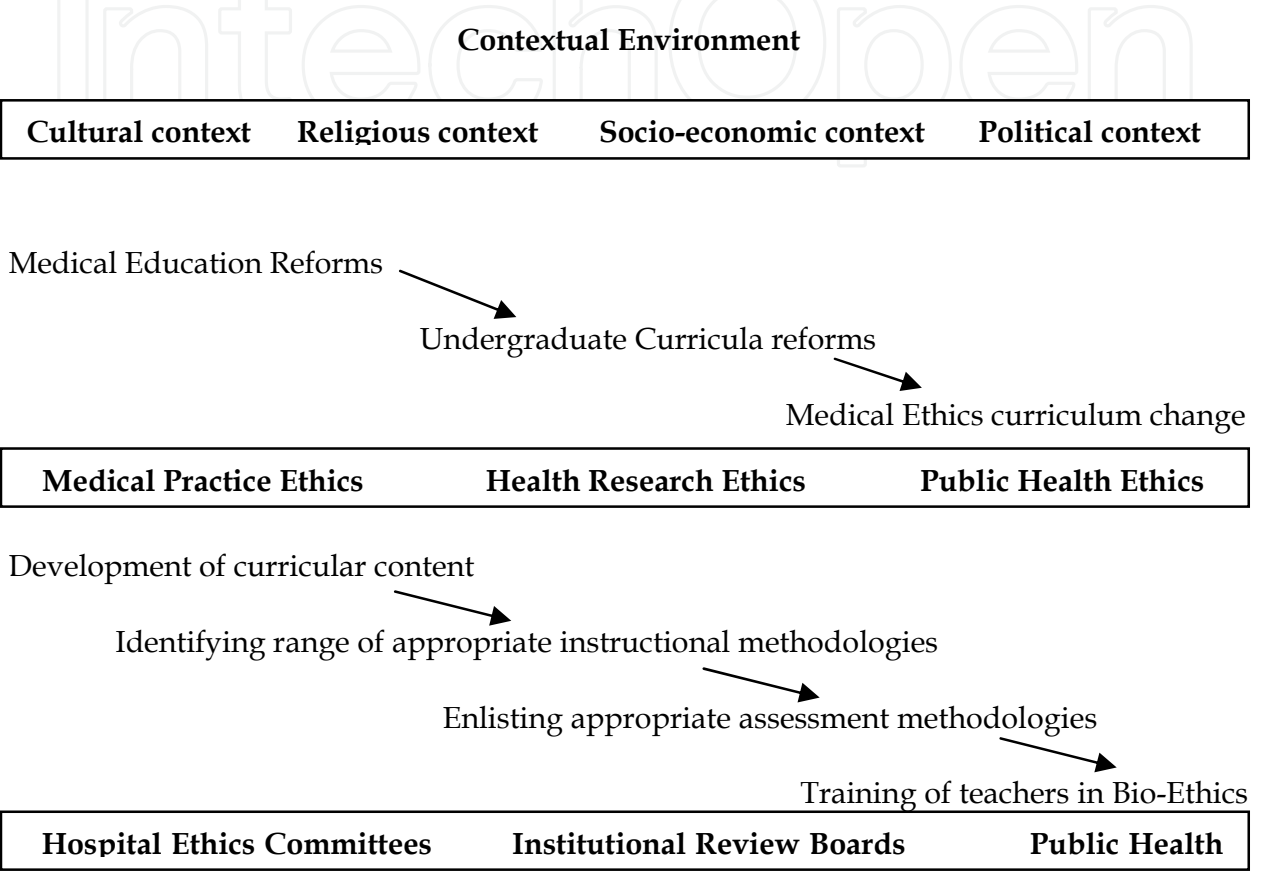 IntechOpen
Contextual Environment
Cultural context Religious context Socio-economic context Political context
Medical Education Reforms
Undergraduate Curricula reforms
Medical Ethics curriculum change
Medical Practice Ethics Health Research Ethics Public Health Ethics
Development of curricular content
Identifying range of appropriate instructional methodologies
Enlisting appropriate assessment methodologies
Training of teachers in Bio-Ethics
Hospital Ethics Committees Institutional Review Boards Public Health